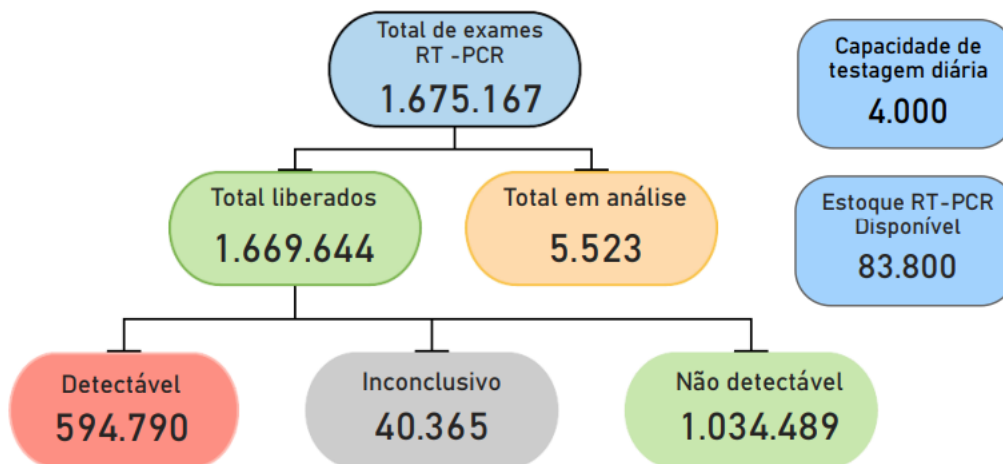 Total de exames
RT -PCR
1.675.167
Capacidade de
testagem diária
4.000
Total liberados
1.669.644
Total em análise
5.523
Estoque RT-PCR
Disponível
83.800
Detectável
594.790
Inconclusivo
40.365
Não detectável
1.034.489